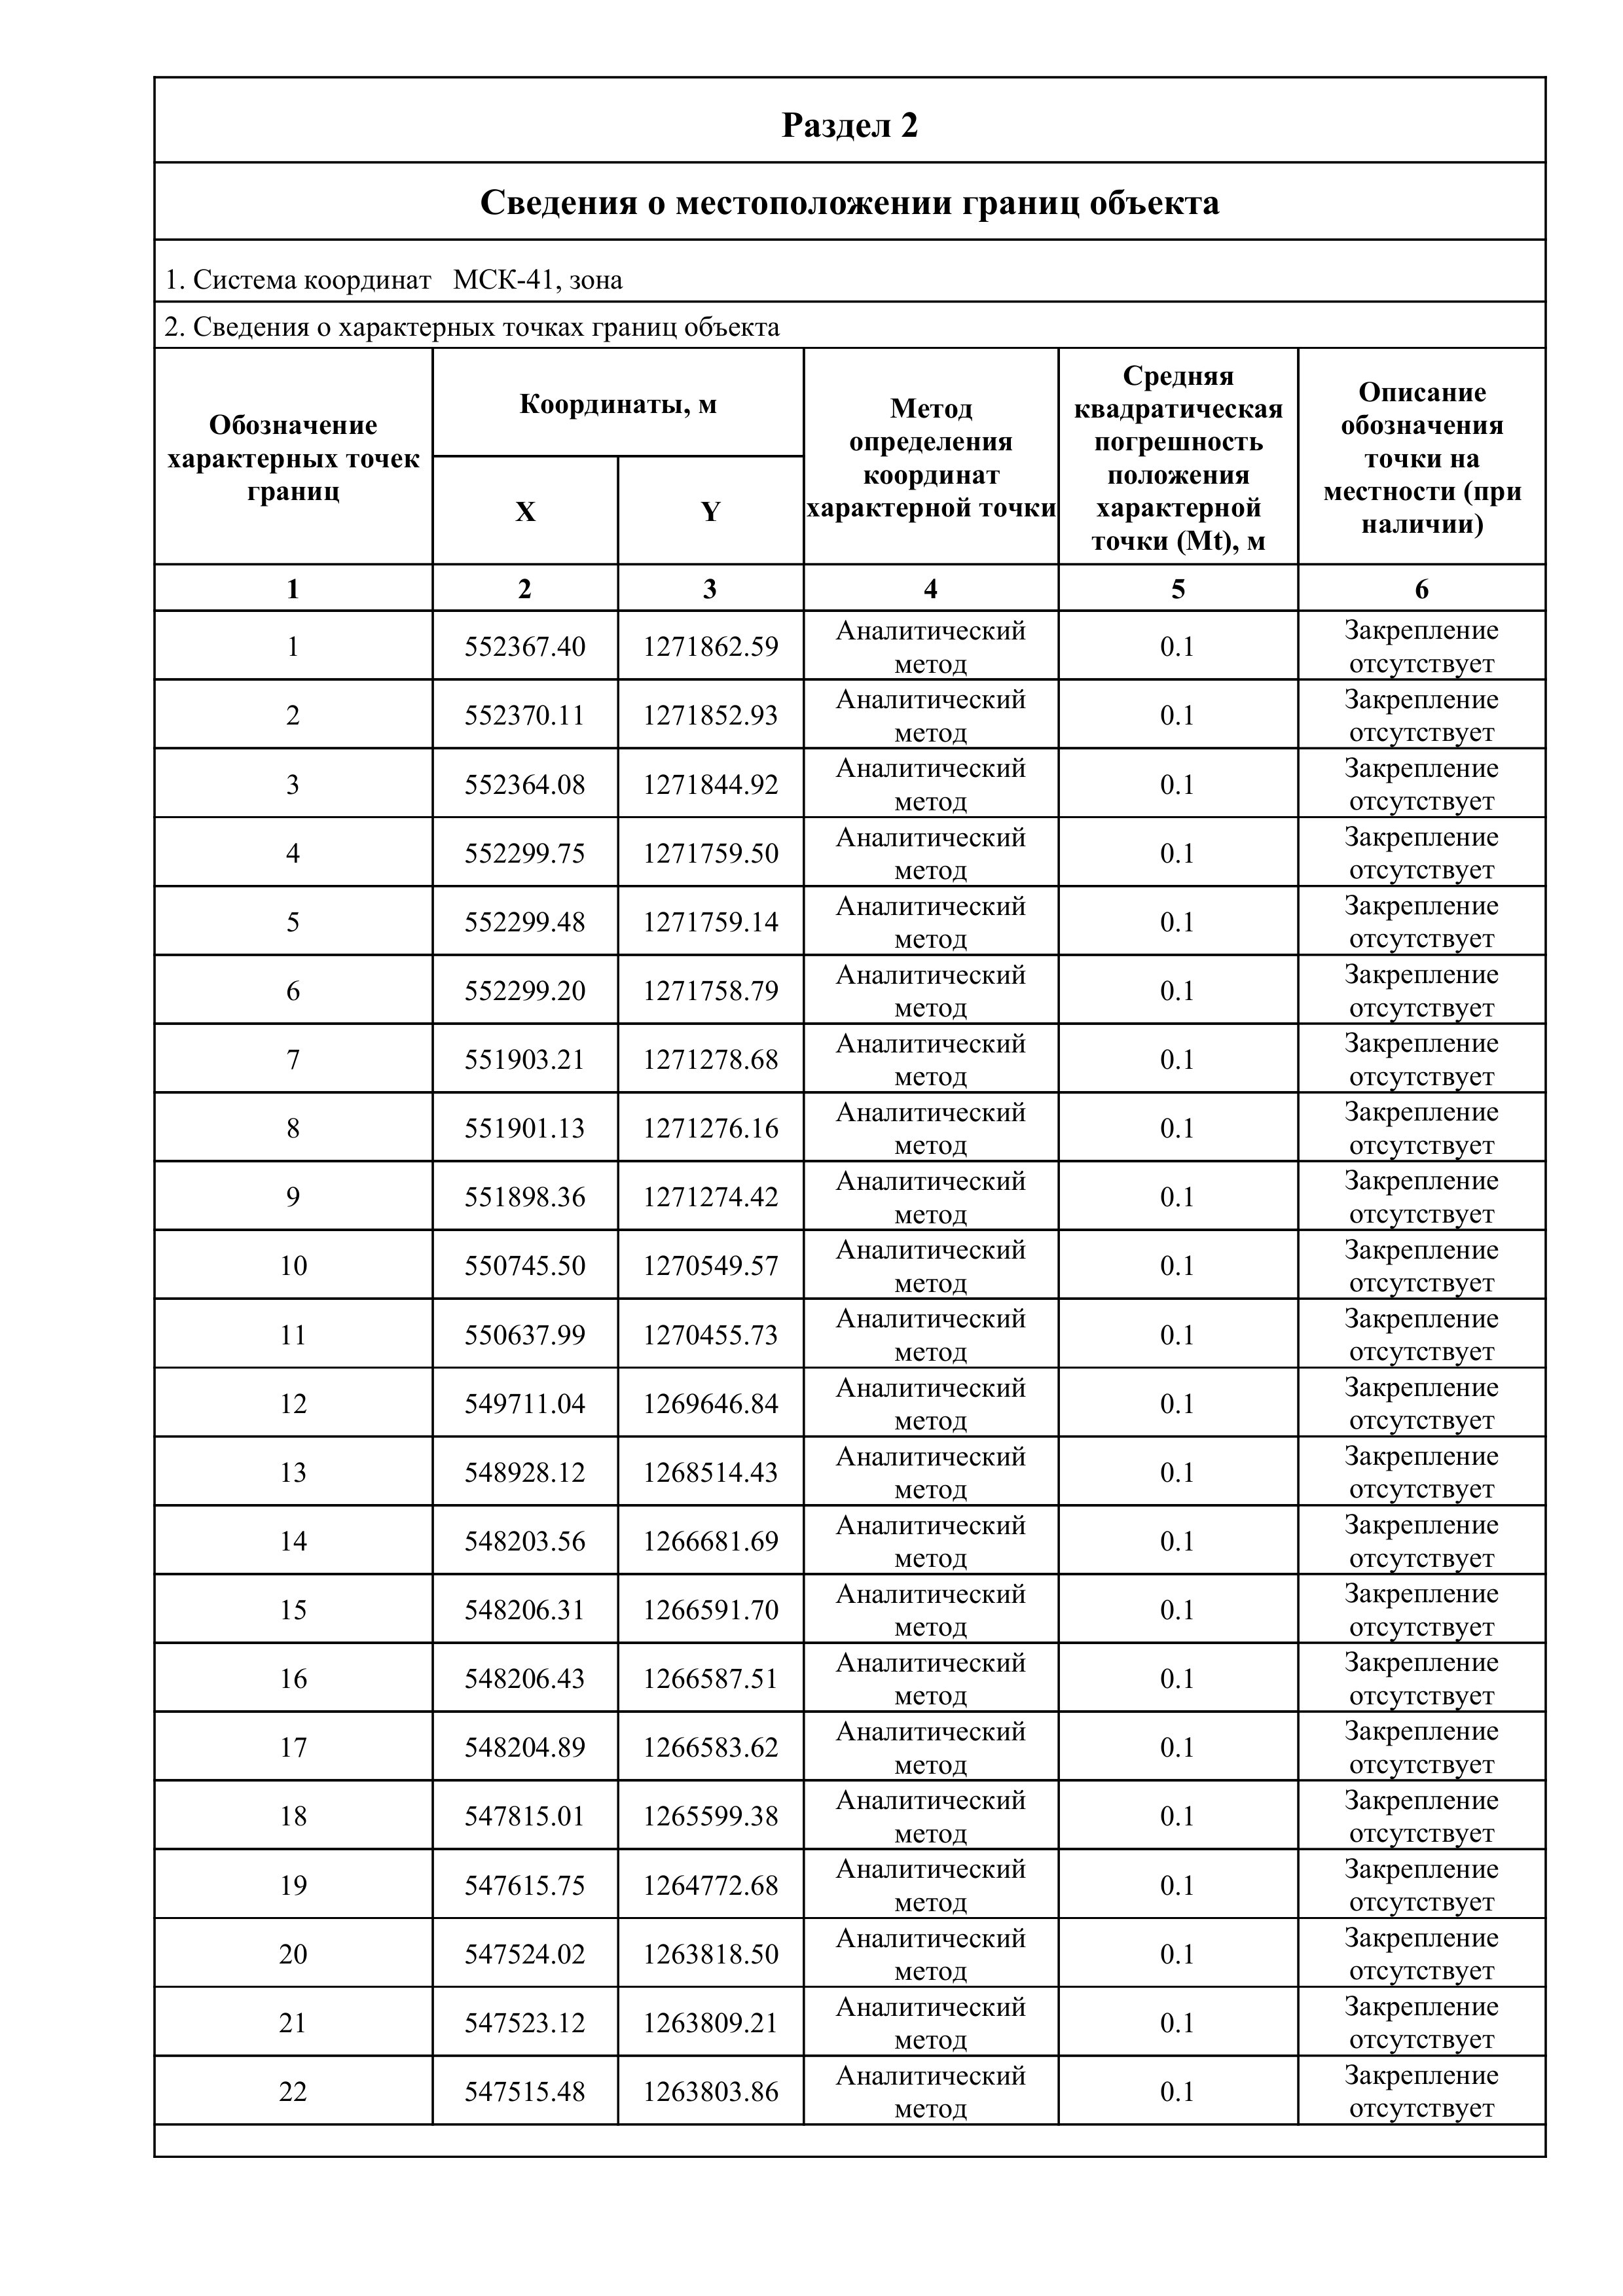 Раздел 2
Сведения о местоположении границ объекта
1. Система координат МСК-41, зона
2. Сведения о характерных точках границ объекта
Обозначение
характерных точек
границ
Координаты, м
X
Y
Метод
определения
координат
характерной точки
Средняя
квадратическая
погрешность
положения
характерной
точки (Mt), м
Описание
обозначения
точки на
местности (при
наличии)
1 2 3 4 5 6
1 552367.40 1271862.59 Аналитический метод 0.1 Закрепление отсутствует
2 552370.11 1271852.93 Аналитический метод 0.1 Закрепление отсутствует
3 552364.08 1271844.92 Аналитический метод 0.1 Закрепление отсутствует
4 552299.75 1271759.50 Аналитический метод 0.1 Закрепление отсутствует
5 552299.48 1271759.14 Аналитический метод 0.1 Закрепление отсутствует
6 552299.20 1271758.79 Аналитический метод 0.1 Закрепление отсутствует
7 551903.21 1271278.68 Аналитический метод 0.1 Закрепление отсутствует
8 551901.13 1271276.16 Аналитический метод 0.1 Закрепление отсутствует
9 551898.36 1271274.42 Аналитический метод 0.1 Закрепление отсутствует
10 550745.50 1270549.57 Аналитический метод 0.1 Закрепление отсутствует
11 550637.99 1270455.73 Аналитический метод 0.1 Закрепление отсутствует
12 549711.04 1269646.84 Аналитический метод 0.1 Закрепление отсутствует
13 548928.12 1268514.43 Аналитический метод 0.1 Закрепление отсутствует
14 548203.56 1266681.69 Аналитический метод 0.1 Закрепление отсутствует
15 548206.31 1266591.70 Аналитический метод 0.1 Закрепление отсутствует
16 548206.43 1266587.51 Аналитический метод 0.1 Закрепление отсутствует
17 548204.89 1266583.62 Аналитический метод 0.1 Закрепление отсутствует
18 547815.01 1265599.38 Аналитический метод 0.1 Закрепление отсутствует
19 547615.75 1264772.68 Аналитический метод 0.1 Закрепление отсутствует
20 547524.02 1263818.50 Аналитический метод 0.1 Закрепление отсутствует
21 547523.12 1263809.21 Аналитический метод 0.1 Закрепление отсутствует
22 547515.48 1263803.86 Аналитический метод 0.1 Закрепление отсутствует